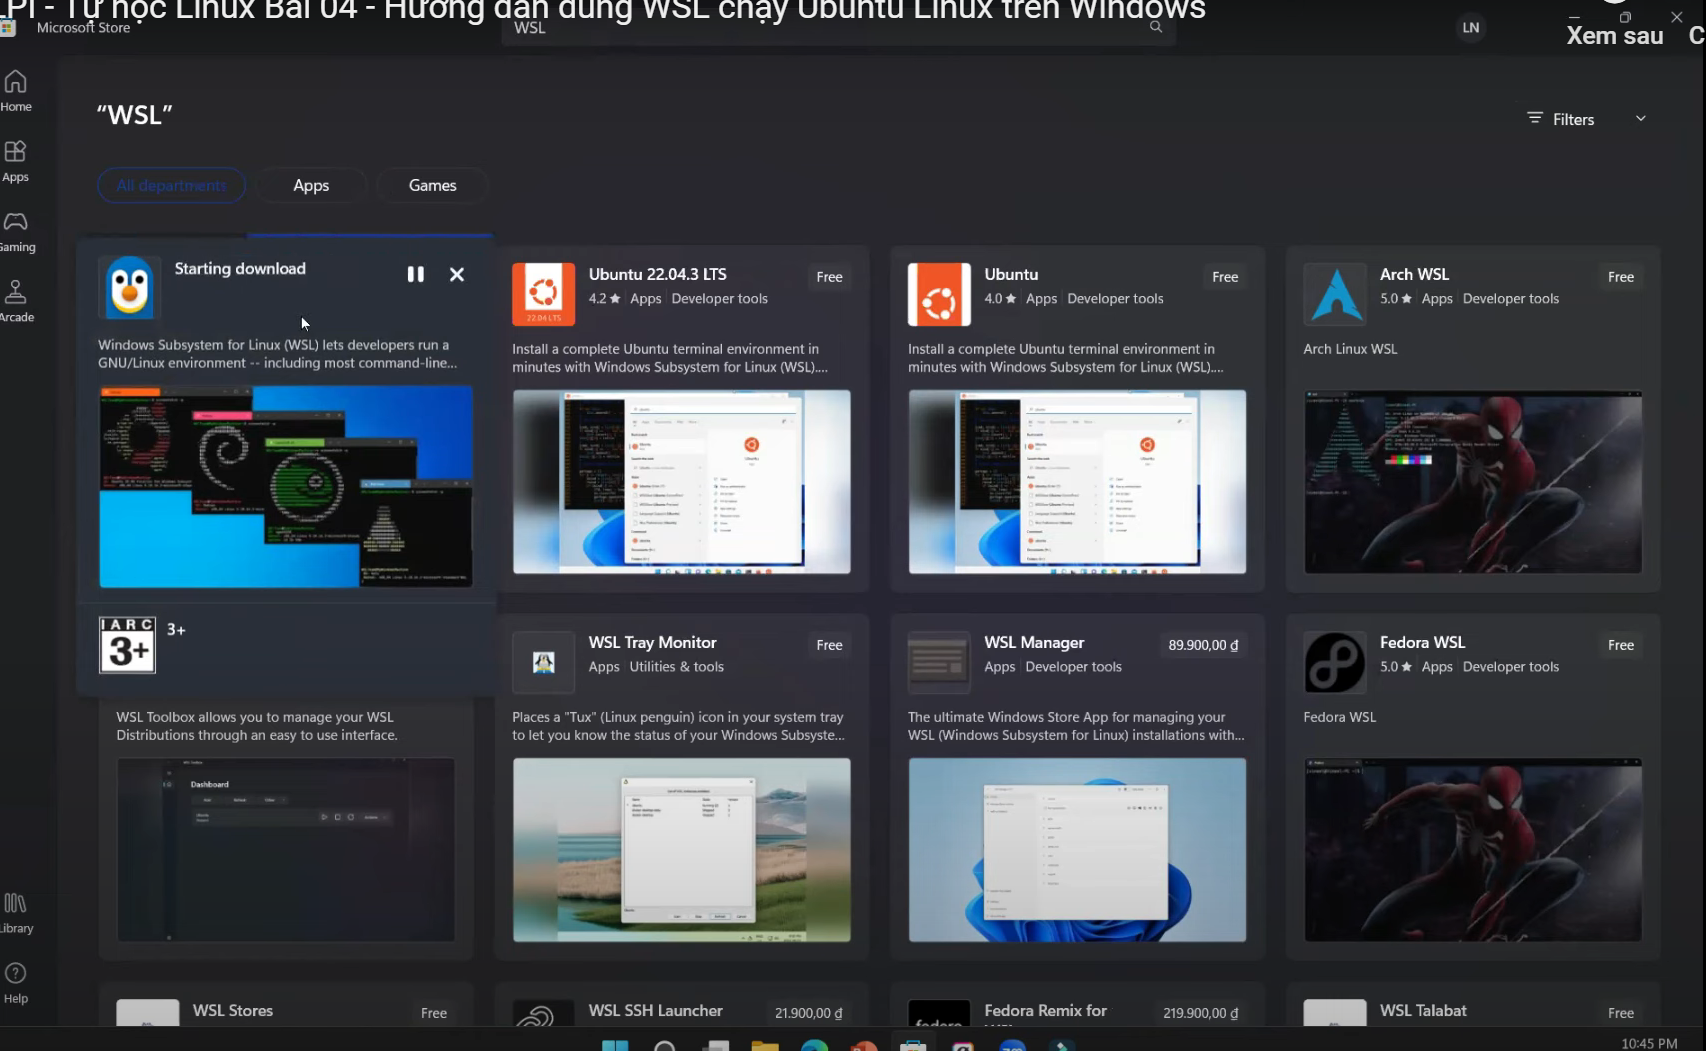 LPI - Tự học Linux Bài 04 - Hướng dẫn dùng WSL chạy Ubuntu Linux trên Windows
Microsoft Store
WSL
LN
Xem sau
Home
Apps
Gaming
Arcade
Library
Help
“WSL”
Filters
All departments
Apps
Games
Starting download
Windows Subsystem for Linux (WSL) lets developers run a
GNU/Linux environment -- including most command-line...
IARC
3+
3+
Ubuntu 22.04.3 LTS
Free
4.2★ Apps Developer tools
22.04 LTS
Install a complete Ubuntu terminal environment in
minutes with Windows Subsystem for Linux (WSL)....
Ubuntu
Free
4.0★ Apps Developer tools
Install a complete Ubuntu terminal environment in
minutes with Windows Subsystem for Linux (WSL)....
Arch WSL
Free
5.0★ Apps Developer tools
Arch Linux WSL
WSL Toolbox allows you to manage your WSL
Distributions through an easy to use interface.
Dashboard
WSL Tray Monitor
Free
Apps Utilities & tools
Places a "Tux" (Linux penguin) icon in your system tray
to let you know the status of your Windows Subsyste...
WSL Manager
89.900,00 ₫
Apps Developer tools
The ultimate Windows Store App for managing your
WSL (Windows Subsystem for Linux) installations with...
Fedora WSL
Free
5.0★ Apps Developer tools
Fedora WSL
WSL Stores
Free
WSL SSH Launcher
21.900,00 ₫
Fedora Remix for
219.900,00 ₫
fedora
WSL Talabat
Free
10:45 PM